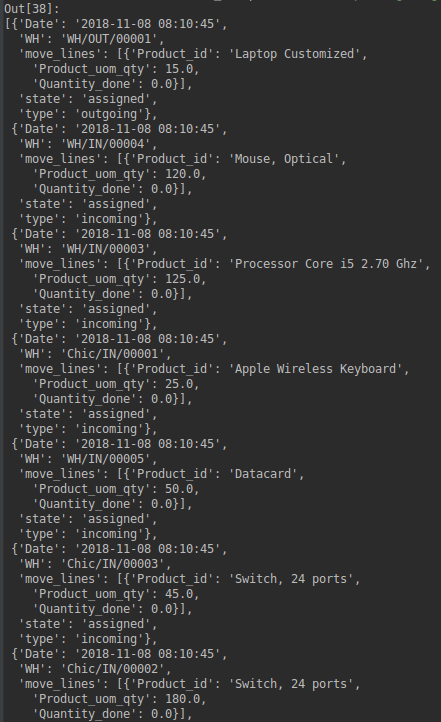 Out[38]:
[{'Date': '2018-11-08 08:10:45',
'WH': 'WH/OUT/00001',
'move_lines': [{'Product_id': 'Laptop Customized',
'Product_uom_qty': 15.0,
'Quantity_done': 0.0}],
'state': 'assigned',
'type': 'outgoing'},
{'Date': '2018-11-08 08:10:45',
'WH': 'WH/IN/00004',
'move_lines': [{'Product_id': 'Mouse, Optical',
'Product_uom_qty': 120.0,
'Quantity_done': 0.0}],
'state': 'assigned',
'type': 'incoming'},
{'Date': '2018-11-08 08:10:45',
'WH': 'WH/IN/00003',
'move_lines': [{'Product_id': 'Processor Core i5 2.70 Ghz',
'Product_uom_qty': 125.0,
'Quantity_done': 0.0}],
'state': 'assigned',
'type': 'incoming'},
{'Date': '2018-11-08 08:10:45',
'WH': 'Chic/IN/00001',
'move_lines': [{'Product_id': 'Apple Wireless Keyboard',
'Product_uom_qty': 25.0,
'Quantity_done': 0.0}],
'state': 'assigned',
'type': 'incoming'},
{'Date': '2018-11-08 08:10:45',
'WH': 'WH/IN/00005',
'move_lines': [{'Product_id': 'Datacard',
'Product_uom_qty': 50.0,
'Quantity_done': 0.0}],
'state': 'assigned',
'type': 'incoming'},
{'Date': '2018-11-08 08:10:45',
'WH': 'Chic/IN/00003',
'move_lines': [{'Product_id': 'Switch, 24 ports',
'Product_uom_qty': 45.0,
'Quantity_done': 0.0}],
'state': 'assigned',
'type': 'incoming'},
{'Date': '2018-11-08 08:10:45',
'WH': 'Chic/IN/00002',
'move_lines': [{'Product_id': 'Switch, 24 ports',
'Product_uom_qty': 180.0,
'Quantity_done': 0.0}],